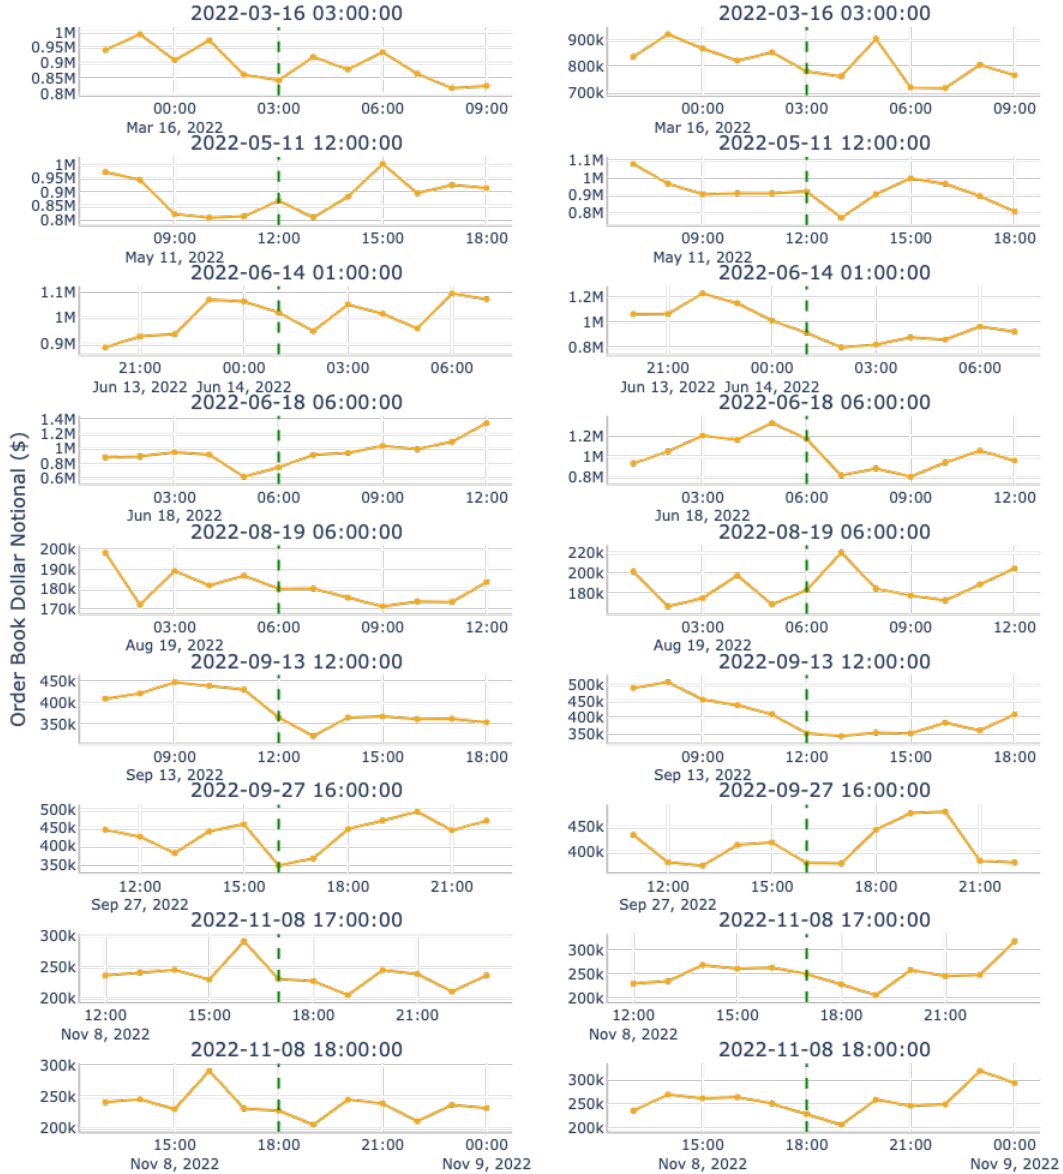 Order Book Dollar Notional ($)
2022-03-16 03:00:00
1M
0.95M
0.9M
0.85M
0.8M
00:00 03:00 06:00 09:00
Mar 16, 2022
2022-03-16 03:00:00
900k
800k
700k
00:00 03:00 06:00 09:00
Mar 16, 2022
2022-05-11 12:00:00
1M
0.95M
0.9M
0.85M
0.8M
09:00 12:00 15:00 18:00
May 11, 2022
2022-05-11 12:00:00
1.1M
1M
0.9M
0.8M
09:00 12:00 15:00 18:00
May 11, 2022
2022-06-14 01:00:00
1.1M
1M
0.9M
21:00 00:00 03:00 06:00
Jun 13, 2022 Jun 14, 2022
2022-06-14 01:00:00
1.2M
1M
0.8M
21:00 00:00 03:00 06:00
Jun 13, 2022 Jun 14, 2022
2022-06-18 06:00:00
1.4M
1.2M
1M
0.8M
0.6M
03:00 06:00 09:00 12:00
Jun 18, 2022
2022-06-18 06:00:00
1.2M
1M
0.8M
03:00 06:00 09:00 12:00
Jun 18, 2022
2022-08-19 06:00:00
200k
190k
180k
170k
03:00 06:00 09:00 12:00
Aug 19, 2022
2022-08-19 06:00:00
220k
200k
180k
03:00 06:00 09:00 12:00
Aug 19, 2022
2022-09-13 12:00:00
450k
400k
350k
09:00 12:00 15:00 18:00
Sep 13, 2022
2022-09-13 12:00:00
500k
450k
400k
350k
09:00 12:00 15:00 18:00
Sep 13, 2022
2022-09-27 16:00:00
500k
450k
400k
350k
12:00 15:00 18:00 21:00
Sep 27, 2022
2022-09-27 16:00:00
450k
400k
12:00 15:00 18:00 21:00
Sep 27, 2022
2022-11-08 17:00:00
300k
250k
200k
12:00 15:00 18:00 21:00
Nov 8, 2022
2022-11-08 17:00:00
300k
250k
200k
12:00 15:00 18:00 21:00
Nov 8, 2022
2022-11-08 18:00:00
300k
250k
200k
15:00 18:00 21:00 00:00
Nov 8, 2022 Nov 9, 2022
2022-11-08 18:00:00
300k
250k
200k
15:00 18:00 21:00 00:00
Nov 8, 2022 Nov 9, 2022